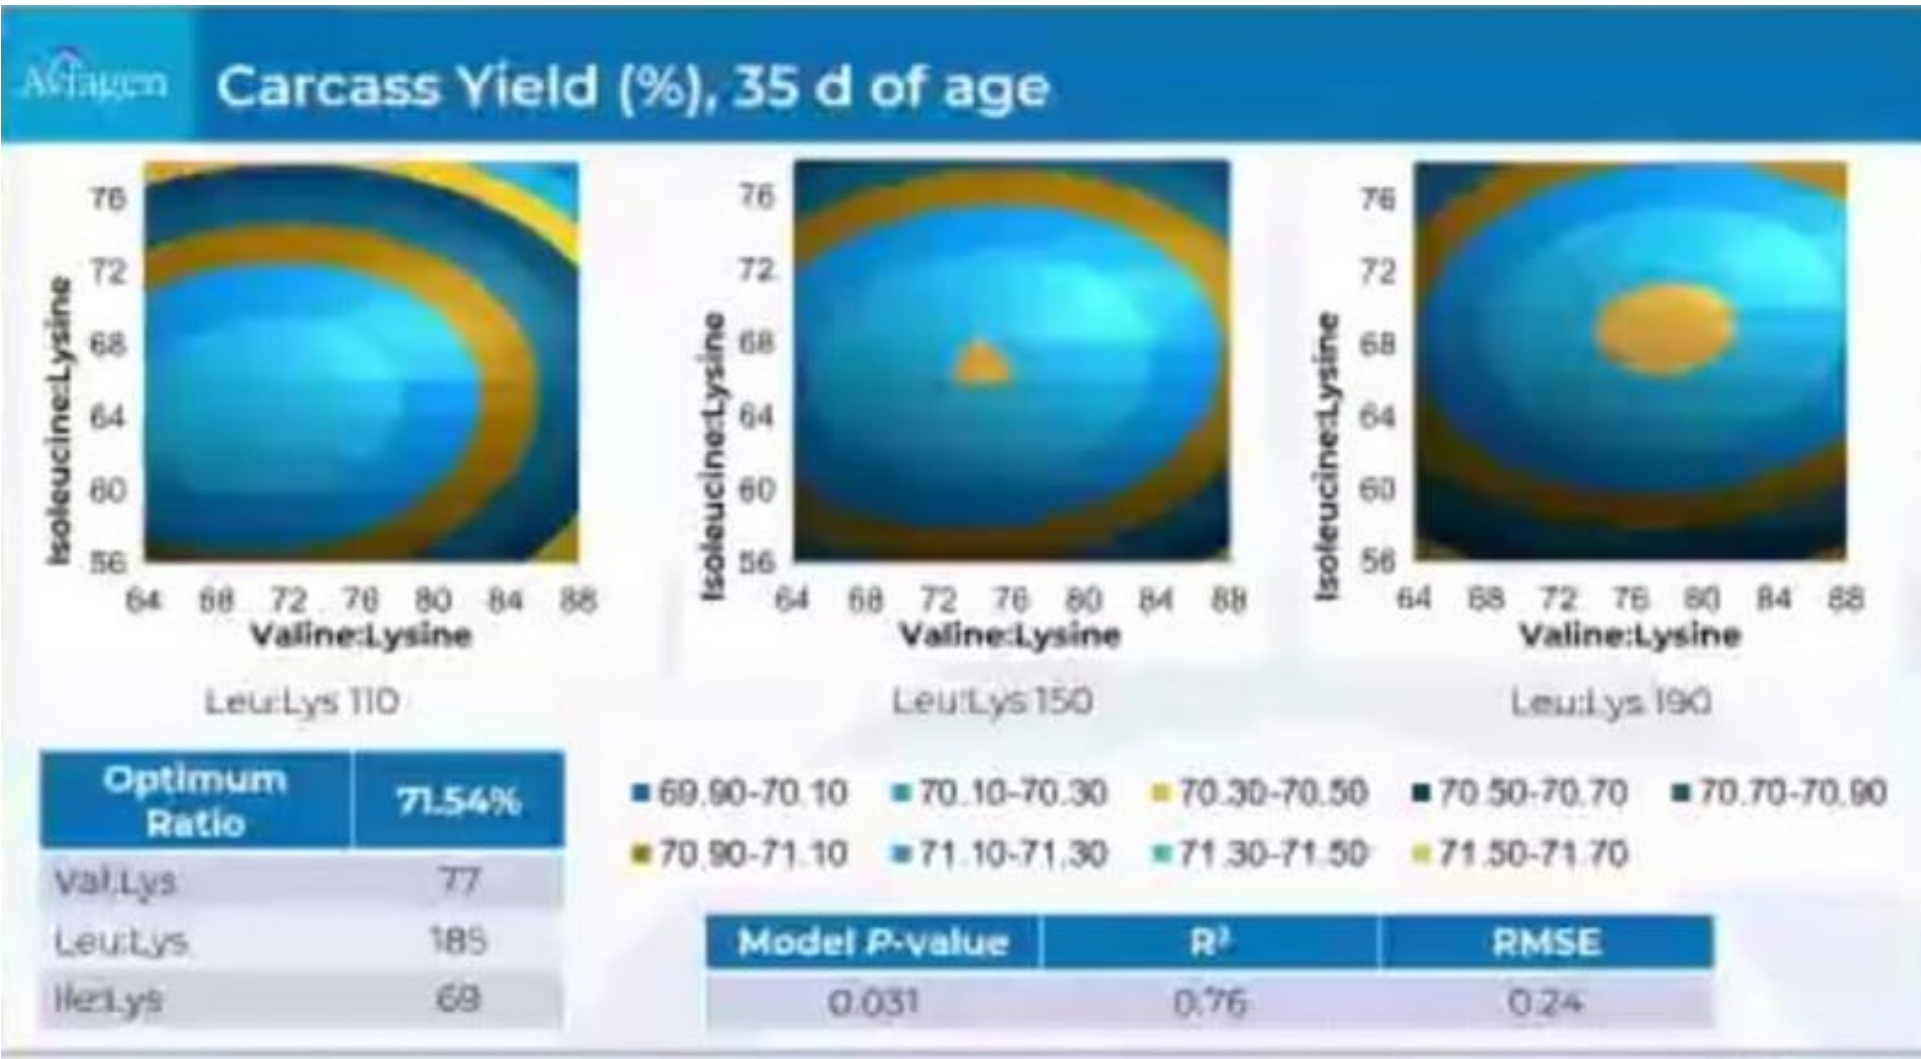 Aviagen
Carcass Yield (%), 35 d of age
Isoleucine:Lysine
76
72
68
64
60
56
64 68 72 76 80 84 88
Valine:Lysine
Leu:Lys 110
Isoleucine:Lysine
76
72
68
64
60
56
64 68 72 76 80 84 88
Valine:Lysine
Leu:Lys 150
Isoleucine:Lysine
76
72
68
64
60
56
64 68 72 76 80 84 88
Valine:Lysine
Leu:Lys 190
Optimum Ratio 71.54%
Val:Lys 77
Leu:Lys 185
Ile:Lys 69
69.90-70.10 70.10-70.30 70.30-70.50 70.50-70.70 70.70-70.90
70.90-71.10 71.10-71.30 71.30-71.50 71.50-71.70
Model P-value R² RMSE
0.031 0.76 0.24